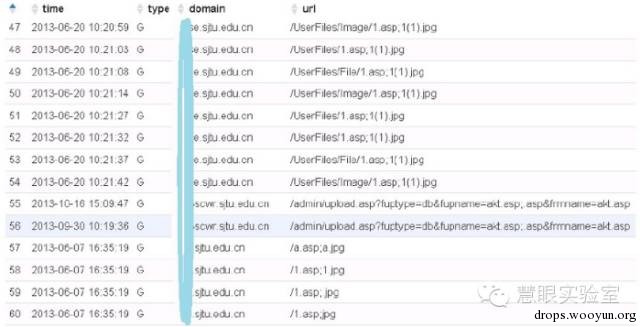 time type domain url
47 2013-06-20 10:20:59 G e.sjtu.edu.cn /UserFiles/Image/1.asp;1(1).jpg
48 2013-06-20 10:21:03 G e.sjtu.edu.cn /UserFiles/1.asp;1(1).jpg
49 2013-06-20 10:21:08 G e.sjtu.edu.cn /UserFiles/File/1.asp;1(1).jpg
50 2013-06-20 10:21:14 G e.sjtu.edu.cn /UserFiles/Image/1.asp;1(1).jpg
51 2013-06-20 10:21:27 G e.sjtu.edu.cn /UserFiles/1.asp;1(1).jpg
52 2013-06-20 10:21:32 G e.sjtu.edu.cn /UserFiles/1.asp;1(1).jpg
53 2013-06-20 10:21:37 G e.sjtu.edu.cn /UserFiles/File/1.asp;1(1).jpg
54 2013-06-20 10:21:42 G e.sjtu.edu.cn /UserFiles/Image/1.asp;1(1).jpg
55 2013-10-16 15:09:47 G scwr.sjtu.edu.cn /admin/upload.asp?fuptype=db&fupname=akt.asp;.asp&frmname=akt.asp
56 2013-09-30 10:19:36 G scwr.sjtu.edu.cn /admin/upload.asp?fuptype=db&fupname=akt.asp;.asp&frmname=akt.asp
57 2013-06-07 16:35:19 G .sjtu.edu.cn /a.asp;a.jpg
58 2013-06-07 16:35:19 G .sjtu.edu.cn /1.asp;1.jpg
59 2013-06-07 16:35:19 G .sjtu.edu.cn /1.asp;.jpg
60 2013-06-07 16:35:19 G .sjtu.edu.cn /1.asp;jpg
慧眼实验室
drops.wooyun.org